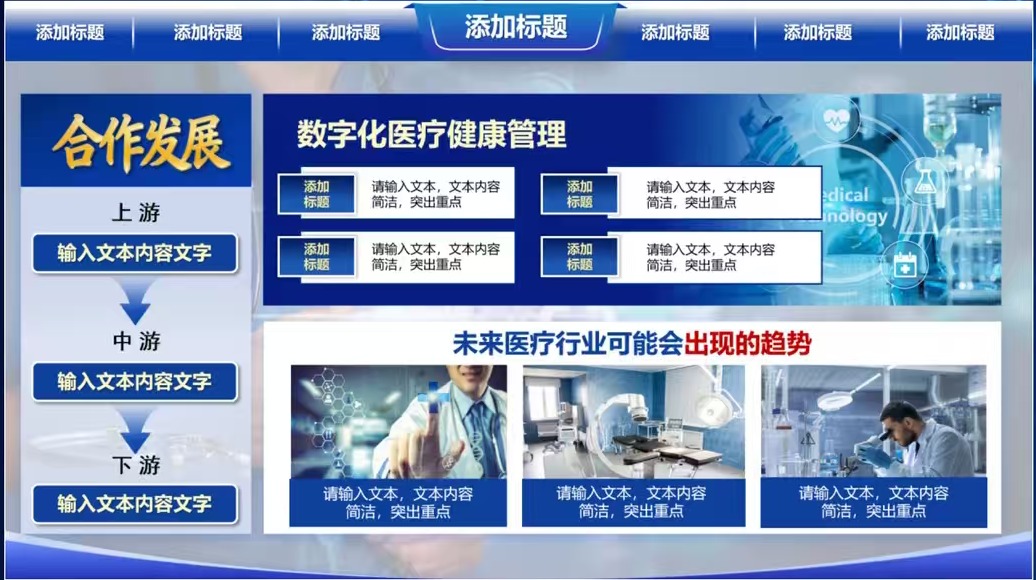 添加标题
添加标题
添加标题
添加标题
添加标题
添加标题
添加标题
合作发展
上游
输入文本内容文字
中游
输入文本内容文字
下游
输入文本内容文字
数字化医疗健康管理
添加
标题
请输入文本，文本内容
简洁，突出重点
添加
标题
请输入文本，文本内容
简洁，突出重点
添加
标题
请输入文本，文本内容
简洁，突出重点
添加
标题
请输入文本，文本内容
简洁，突出重点
edical
nology
未来医疗行业可能会出现的趋势
请输入文本，文本内容
简洁，突出重点
请输入文本，文本内容
简洁，突出重点
请输入文本，文本内容
简洁，突出重点